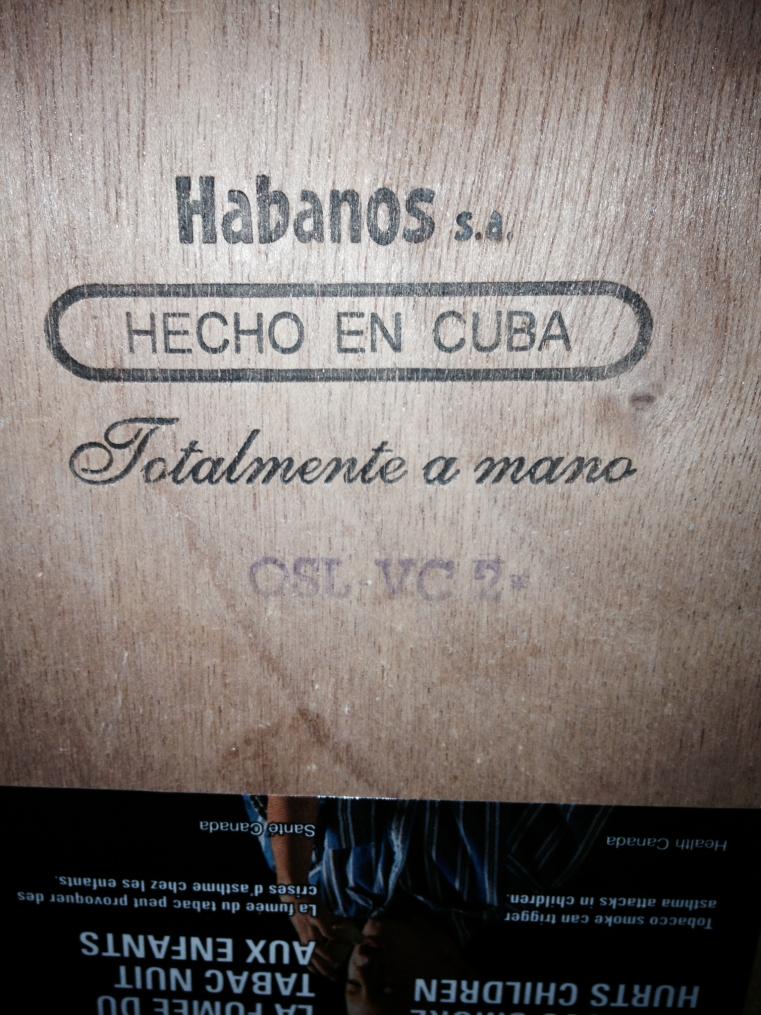 Habanos s.a.
HECHO EN CUBA
Totalmente a mano
OSL VC 2*
Santé Canada
La fumée du tabac peut provoquer des
crises d'asthme chez les enfants.
LA FUMÉE DU
TABAC NUIT
AUX ENFANTS
Health Canada
Tobacco smoke can trigger
asthma attacks in children.
HURTS CHILDREN